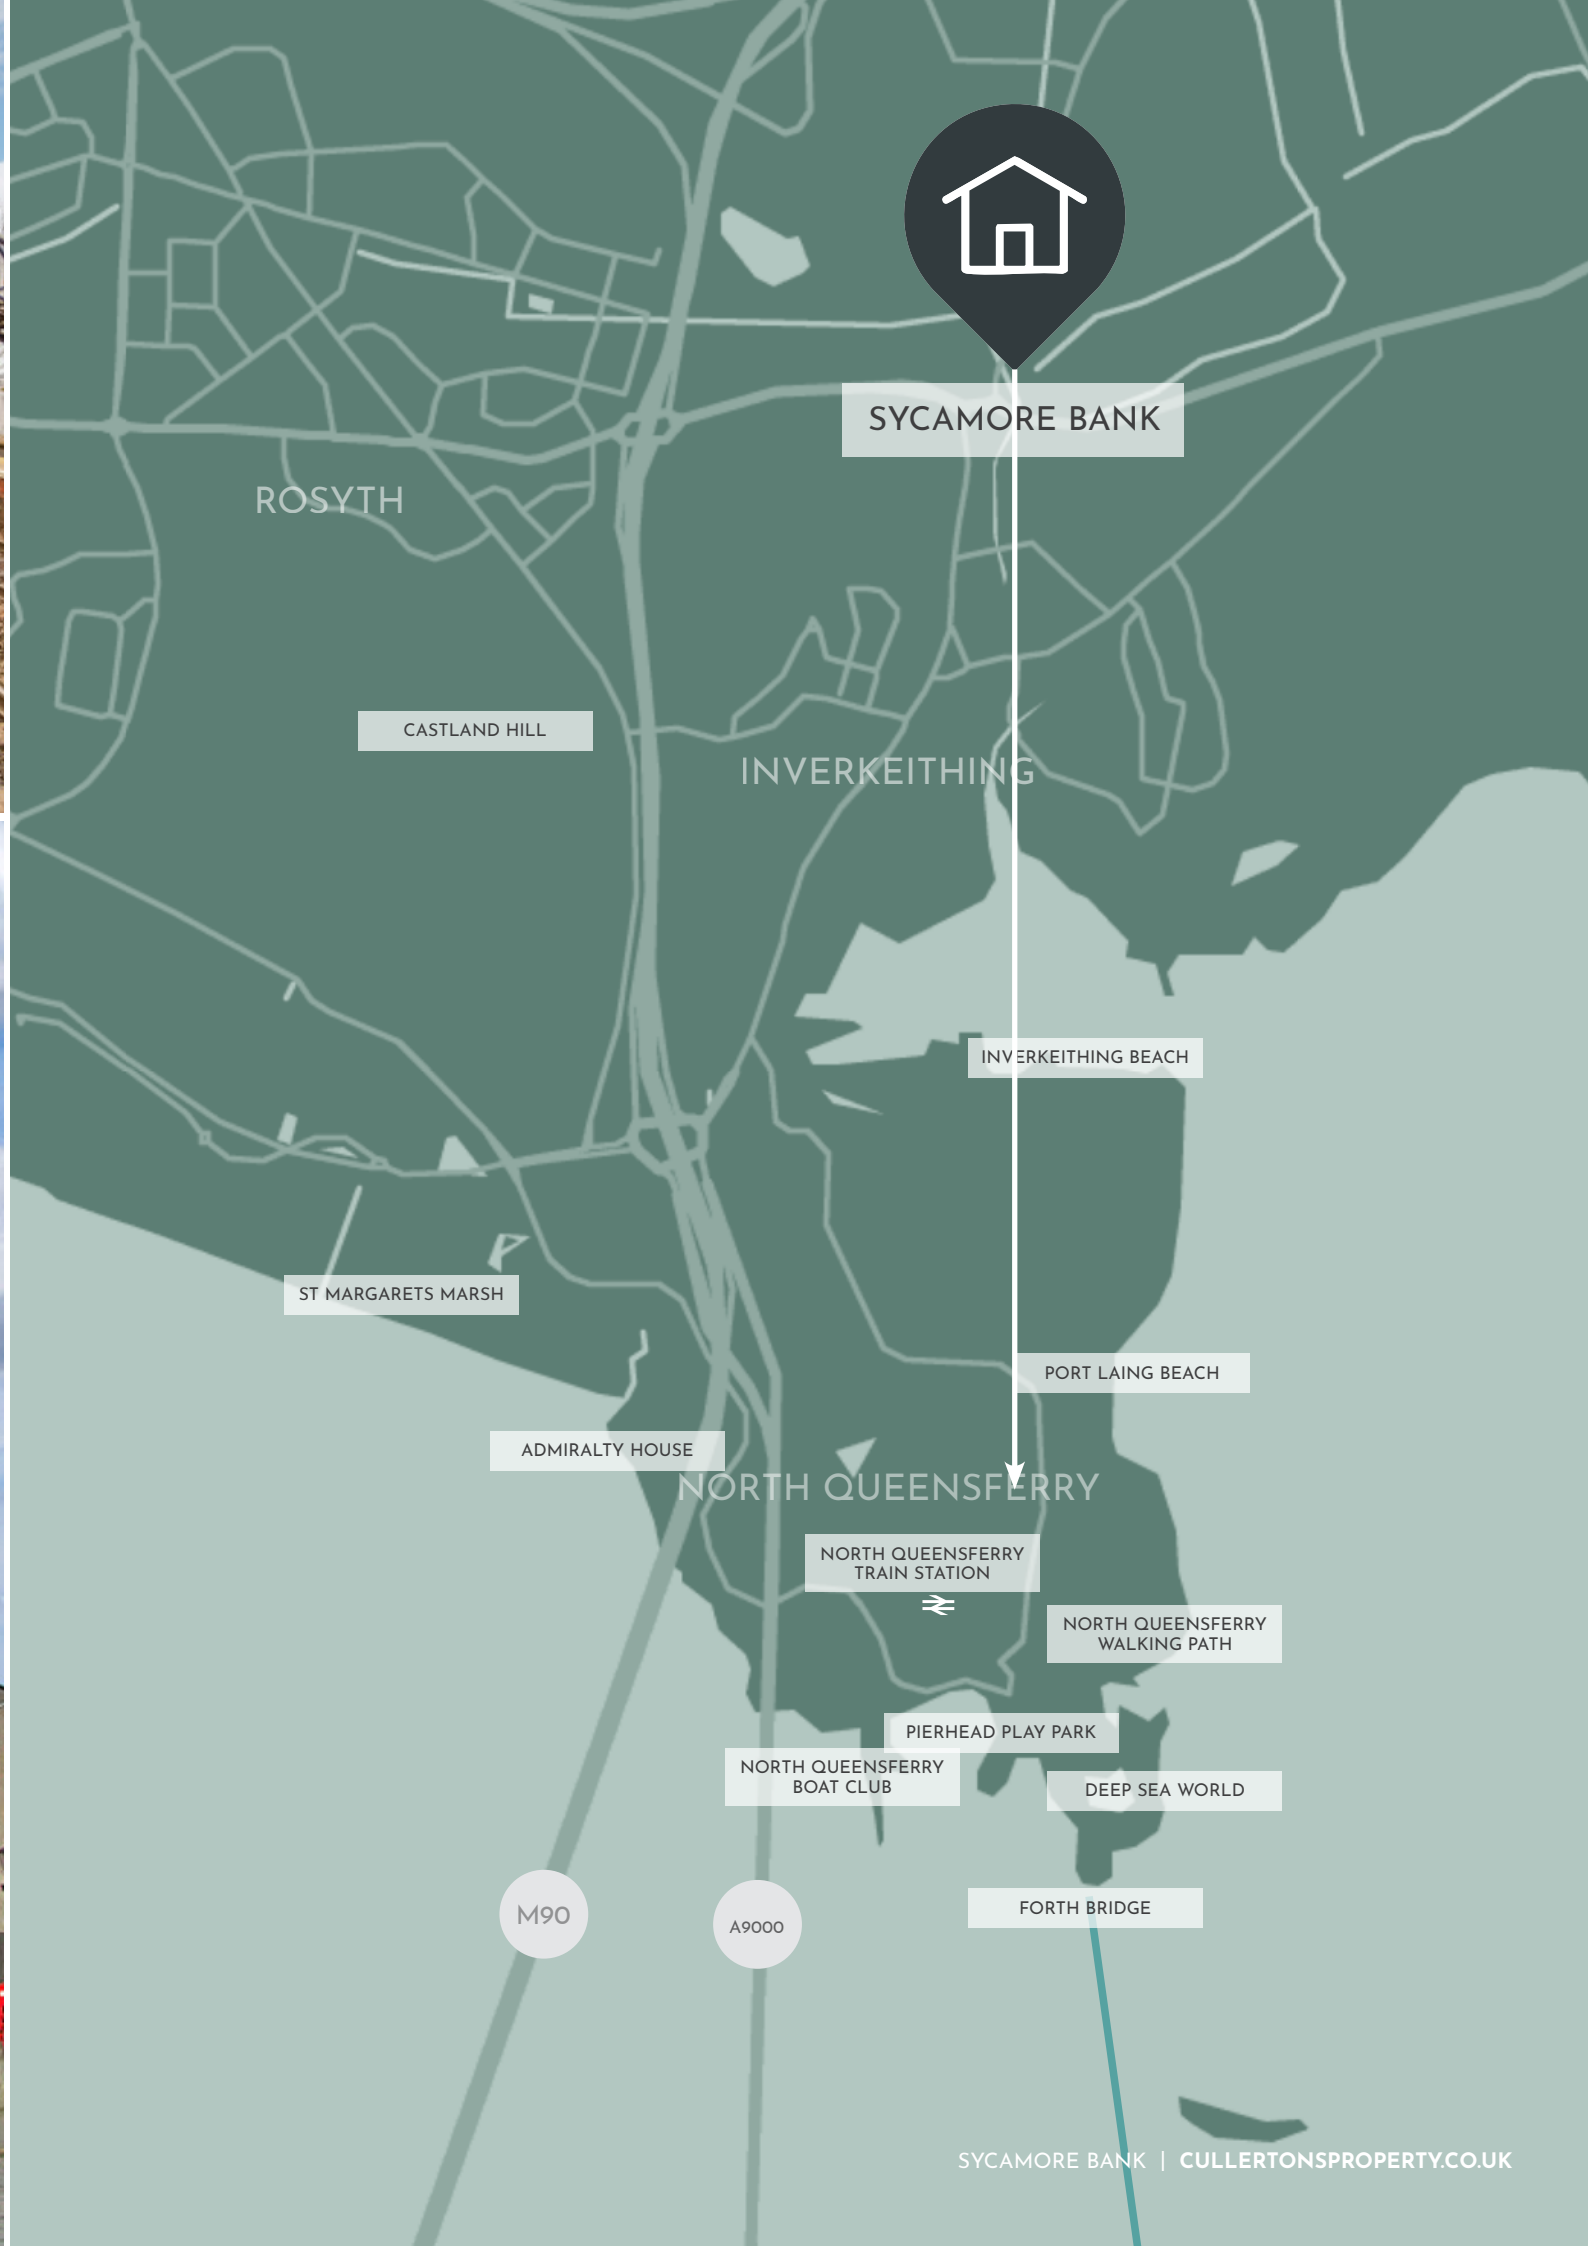 SYCAMORE BANK
ROSYTH
CASTLAND HILL
INVERKEITHING
INVERKEITHING BEACH
ST MARGARETS MARSH
PORT LAING BEACH
ADMIRALTY HOUSE
NORTH QUEENSFERRY
NORTH QUEENSFERRY
TRAIN STATION
NORTH QUEENSFERRY
WALKING PATH
PIERHEAD PLAY PARK
NORTH QUEENSFERRY
BOAT CLUB
DEEP SEA WORLD
FORTH BRIDGE
M90
A9000
SYCAMORE BANK | CULLERTONSPROPERTY.CO.UK